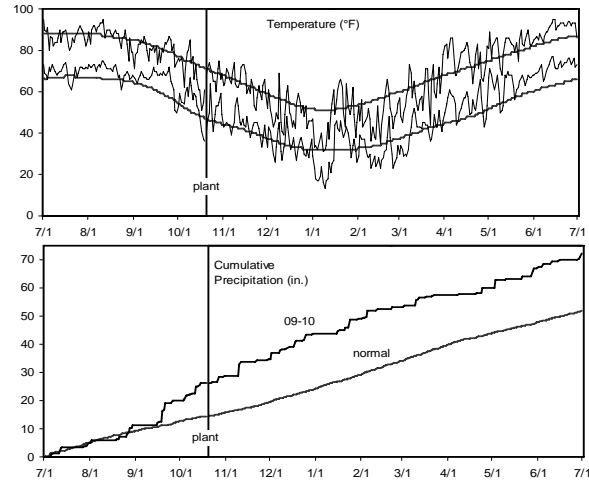 Temperature (°F)
100
80
60
40
20
0
plant
7/1 8/1 9/1 10/1 11/1 12/1 1/1 2/1 3/1 4/1 5/1 6/1 7/1
Cumulative
Precipitation (in.)
70
60
50
40
30
20
10
0
09-10
normal
plant
7/1 8/1 9/1 10/1 11/1 12/1 1/1 2/1 3/1 4/1 5/1 6/1 7/1